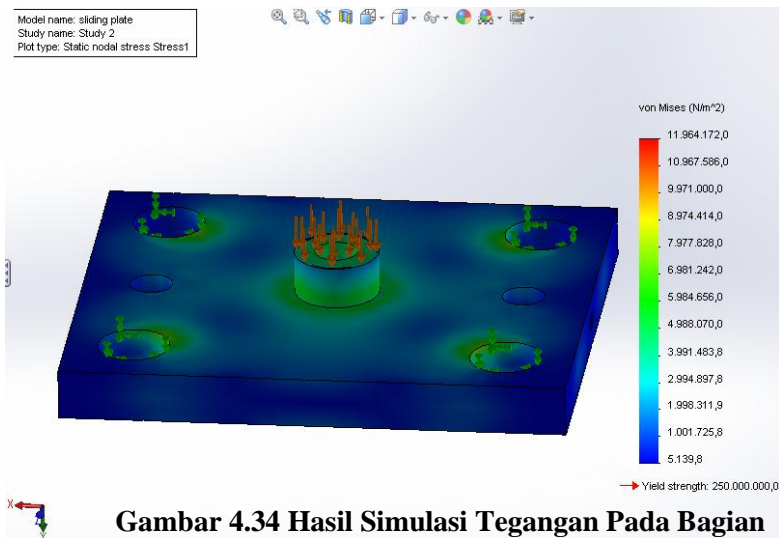 Model name: sliding plate
Study name: Study 2
Plot type: Static nodal stress Stress1
von Mises (N/m^2)
11.964.172,0
10.967.586,0
9.971.000,0
8.974.414,0
7.977.828,0
6.981.242,0
5.984.656,0
4.988.070,0
3.991.483,8
2.994.897,8
1.998.311,9
1.001.725,8
5.139,8
Yield strength: 250.000.000,0
X
Gambar 4.34 Hasil Simulasi Tegangan Pada Bagian